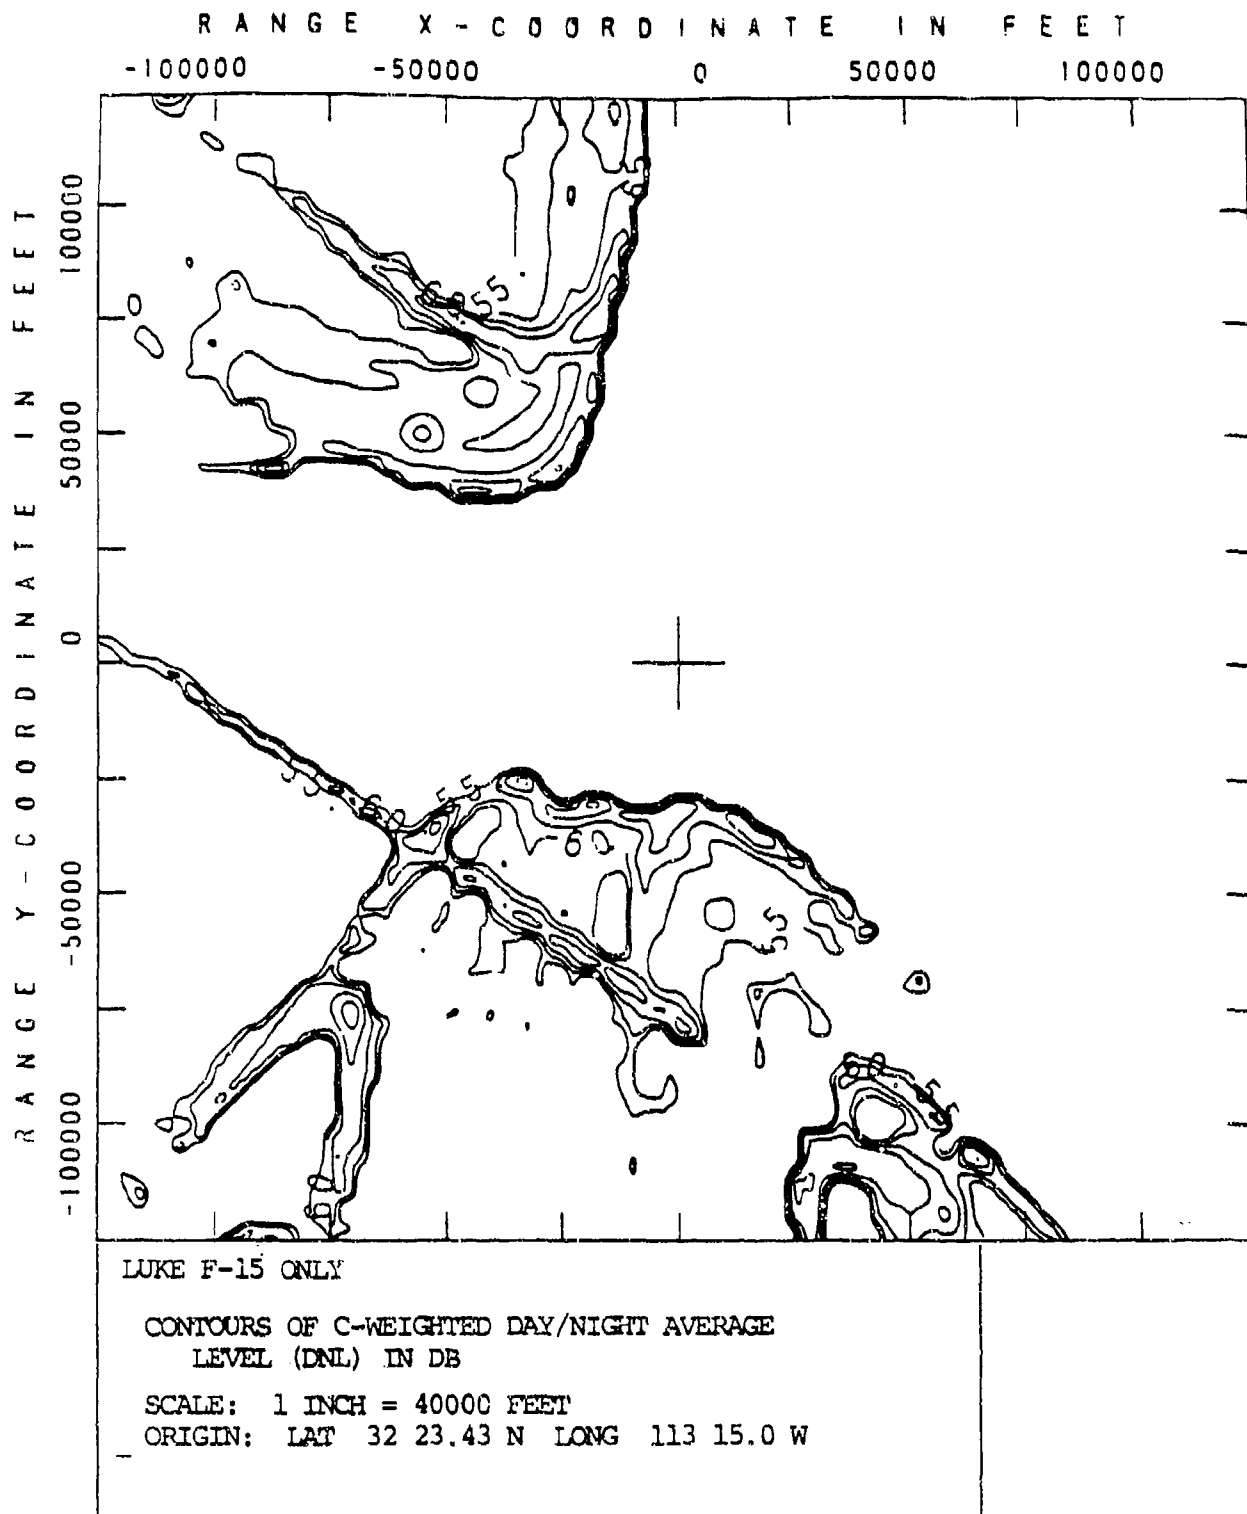 RANGE X-COORDINATE IN FEET
-100000 -50000 0 50000 100000
RANGE Y-COORDINATE IN FEET
100000
50000
0
-50000
-100000
60 55
55
60
55
60
55
60
55
60
LUKE F-15 ONLY
CONTOURS OF C-WEIGHTED DAY/NIGHT AVERAGE
LEVEL (DNL) IN DB
SCALE: 1 INCH = 40000 FEET
ORIGIN: LAT 32 23.43 N LONG 113 15.0 W